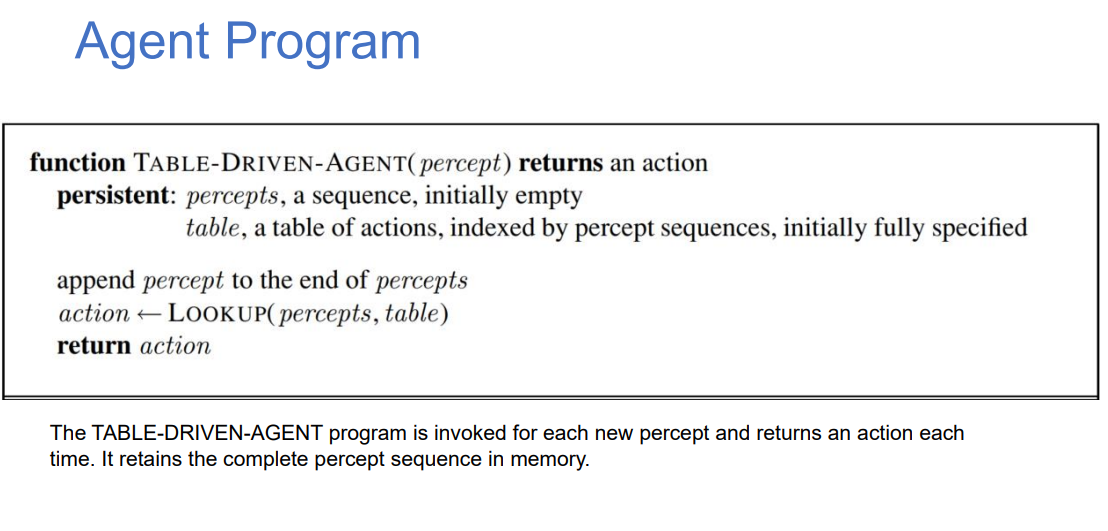 Agent Program
function TABLE-DRIVEN-AGENT(percept) returns an action
persistent: percepts, a sequence, initially empty
table, a table of actions, indexed by percept sequences, initially fully specified
append percept to the end of percepts
action ← LOOKUP(percepts, table)
return action
The TABLE-DRIVEN-AGENT program is invoked for each new percept and returns an action each
time. It retains the complete percept sequence in memory.